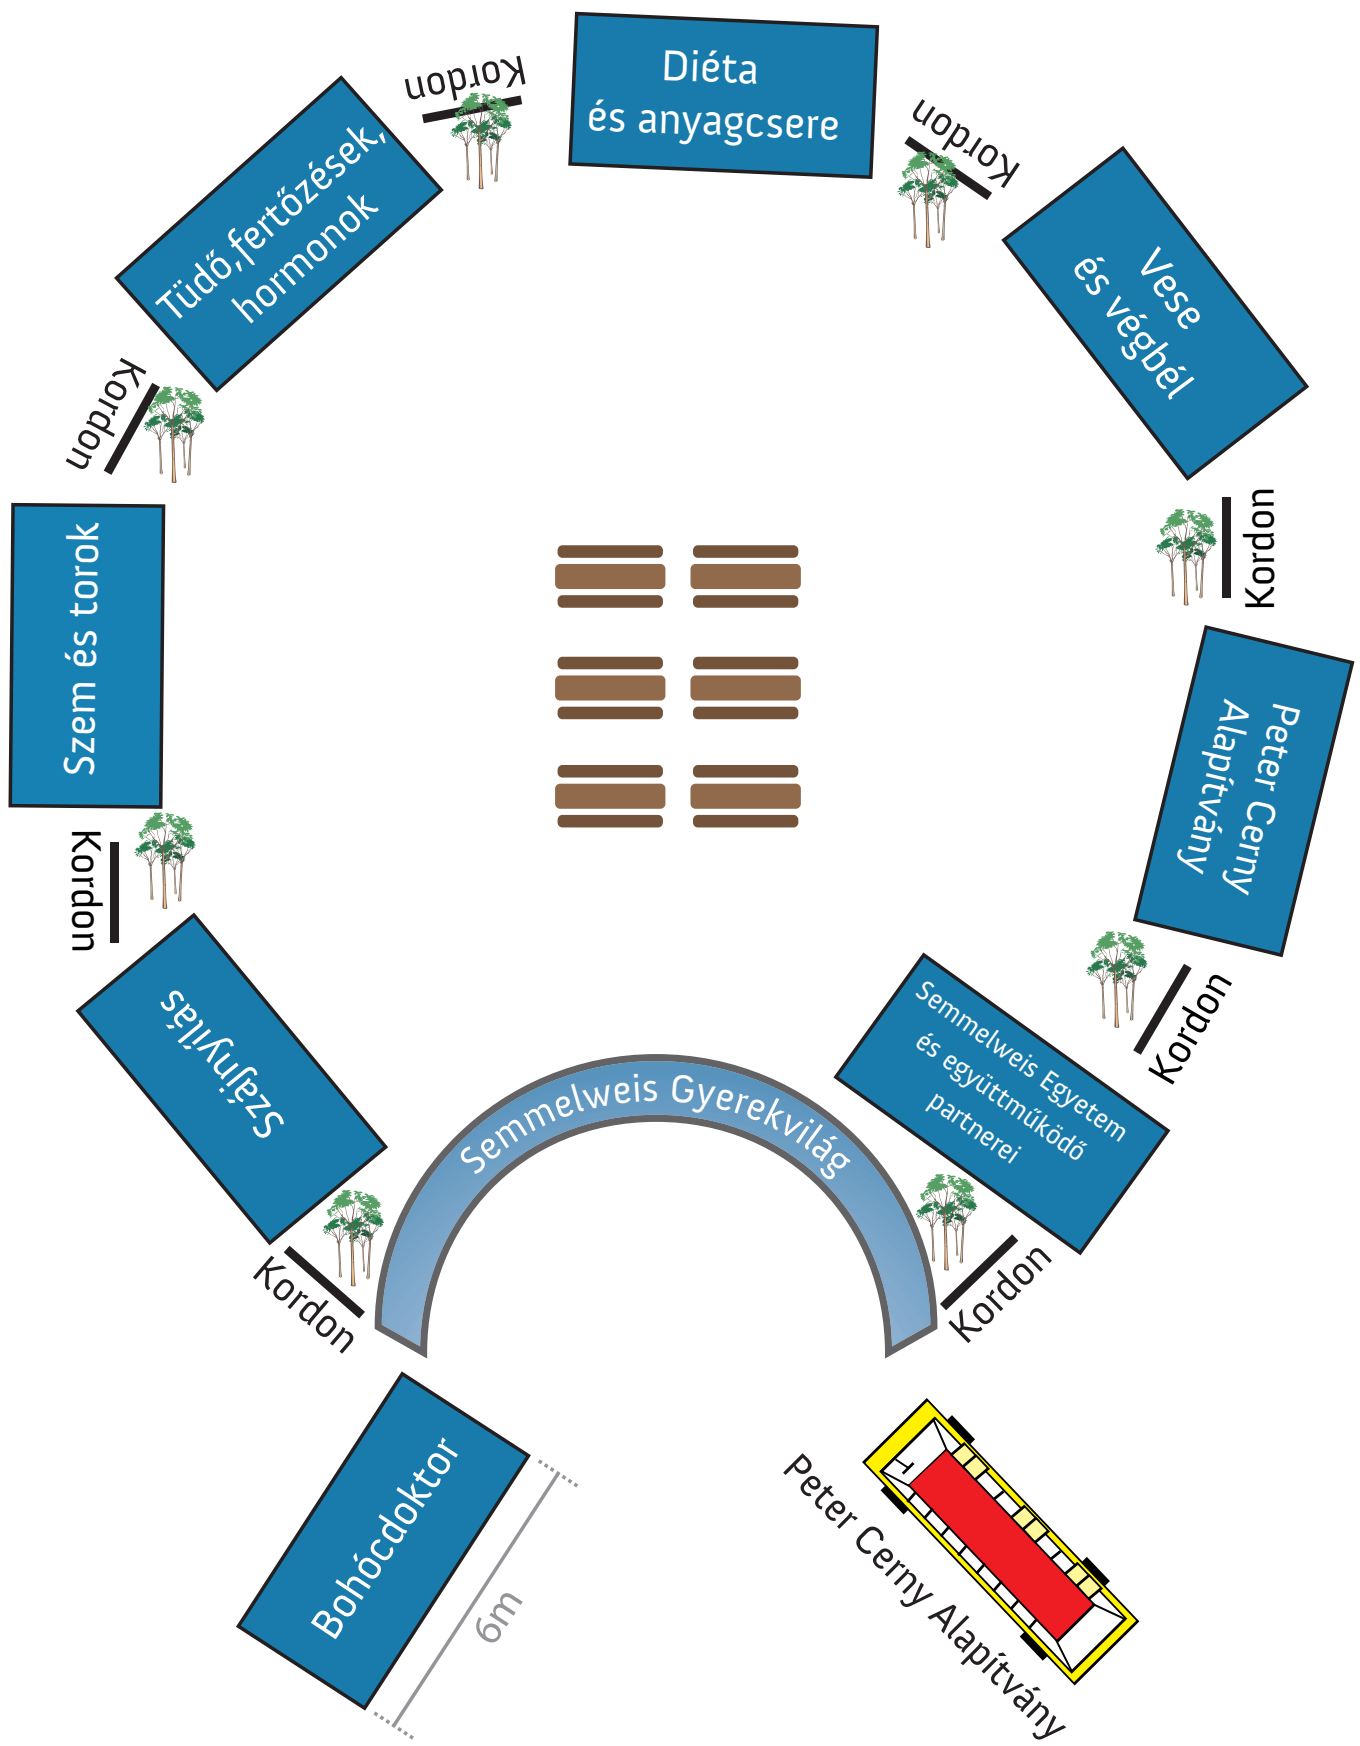 Kordon
Diéta
és anyagcsere
Kordon
Tüdő,fertőzések,
hormonok
Vese
és végbél
Kordon
Kordon
Szem és torok
Peter Cerny
Alapítvány
Kordon
Szájnyílás
Kordon
Semmelweis Egyetem
és együttműködő
partnerei
Semmelweis Gyerekvilág
Kordon
Kordon
Bohócdoktor
6m
Peter Cerny Alapítvány